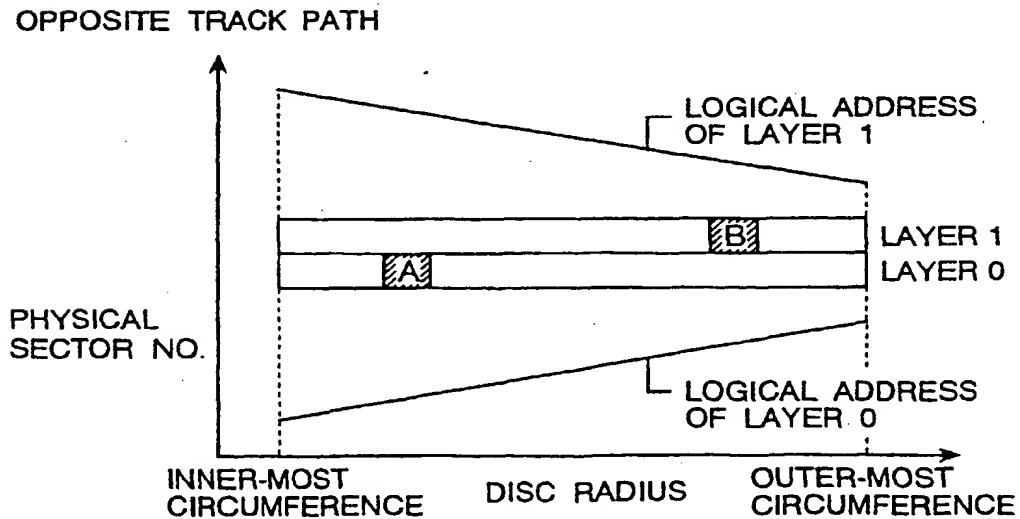 OPPOSITE TRACK PATH
LOGICAL ADDRESS
OF LAYER 1
B
LAYER 1
A
LAYER 0
PHYSICAL
SECTOR NO.
LOGICAL ADDRESS
OF LAYER 0
INNER-MOST
CIRCUMFERENCE
DISC RADIUS
OUTER-MOST
CIRCUMFERENCE